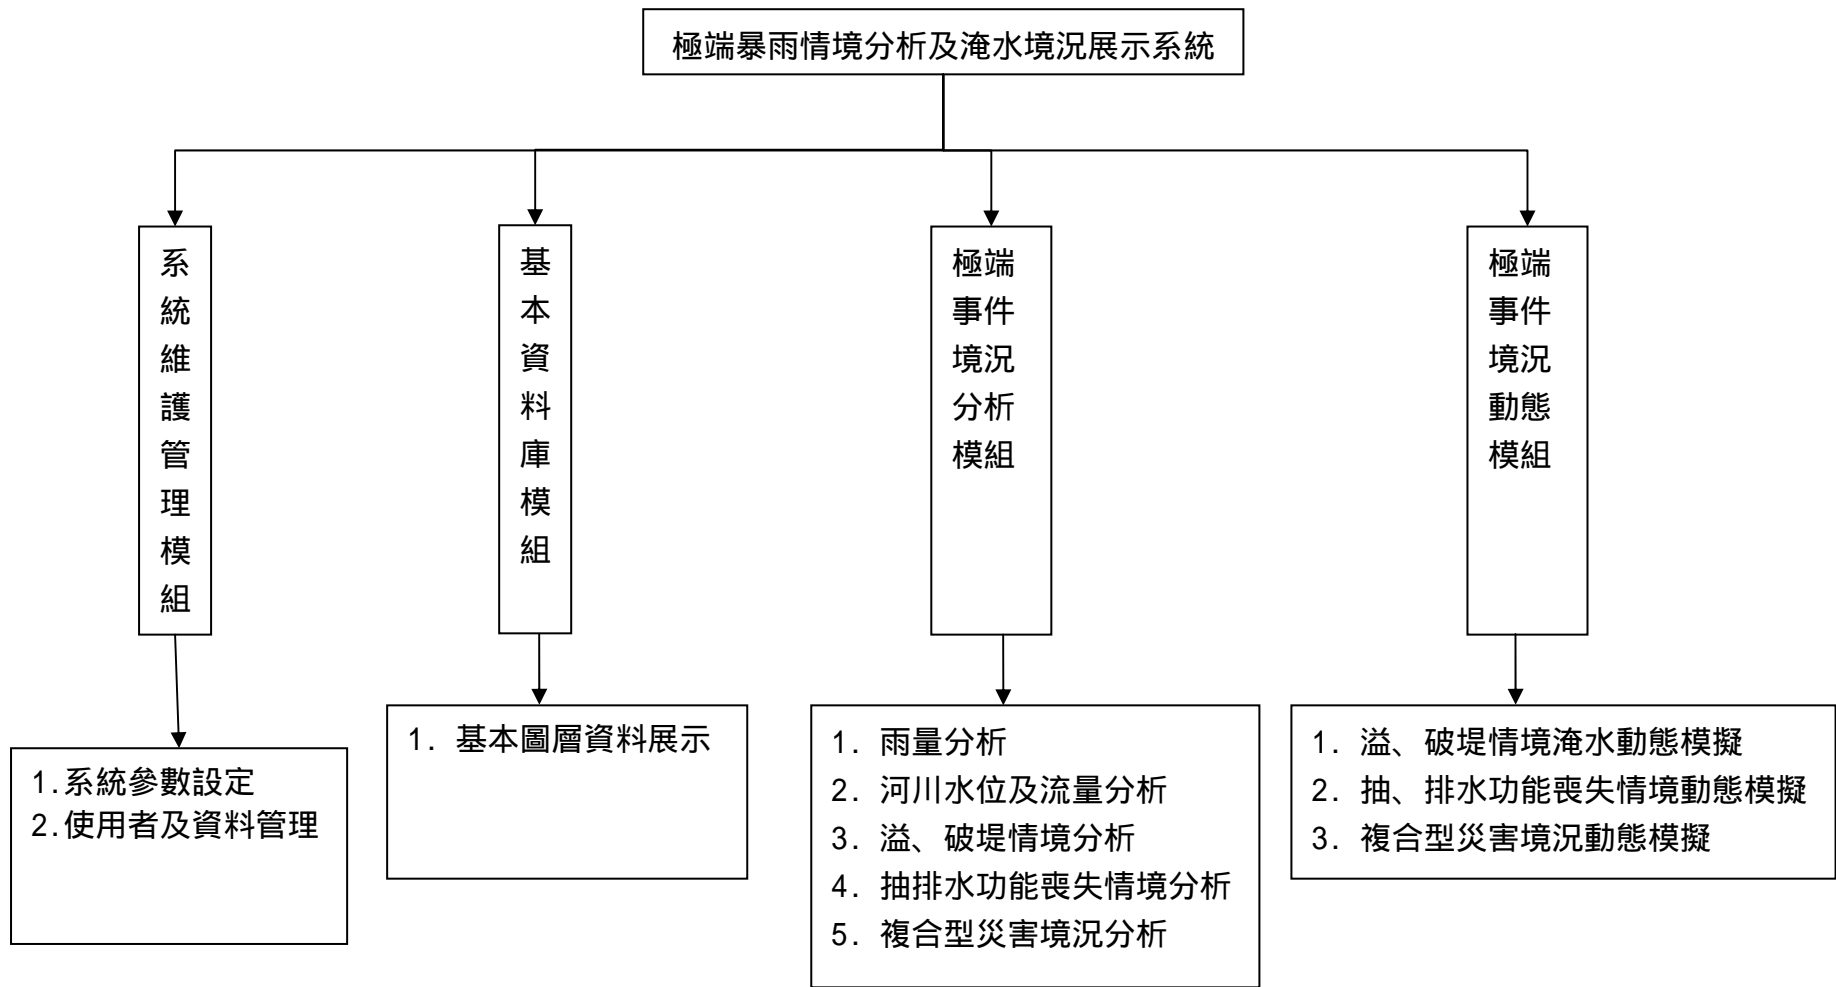 極端暴雨情境分析及淹水境況展示系統
系
統
維
護
管
理
模
組
基
本
資
料
庫
模
組
極端
事件
境況
分析
模組
極端
事件
境況
動態
模組
1.系統參數設定
2.使用者及資料管理
1. 基本圖層資料展示
1. 雨量分析
2. 河川水位及流量分析
3. 溢、破堤情境分析
4. 抽排水功能喪失情境分析
5. 複合型災害境況分析
1. 溢、破堤情境淹水動態模擬
2. 抽、排水功能喪失情境動態模擬
3. 複合型災害境況動態模擬